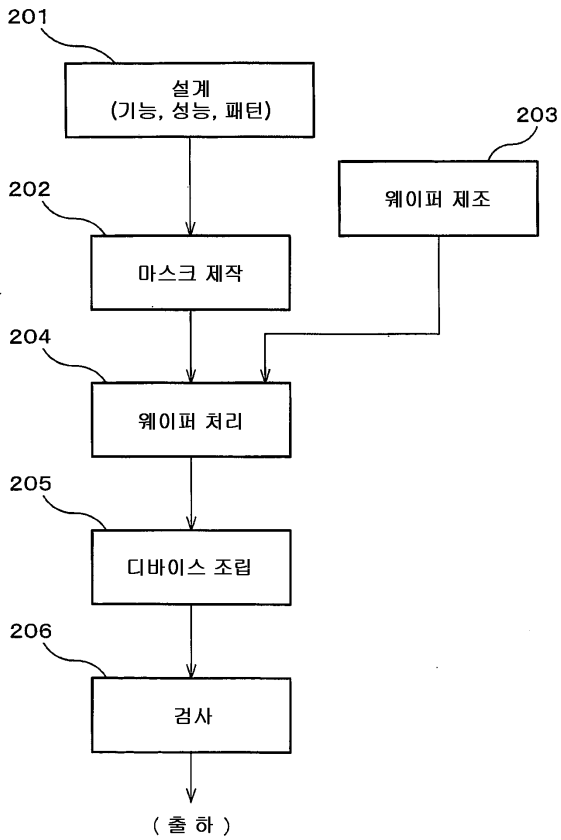 201
설계
(기능, 성능, 패턴)
203
웨이퍼 제조
202
마스크 제작
204
웨이퍼 처리
205
디바이스 조립
206
검사
( 출 하 )